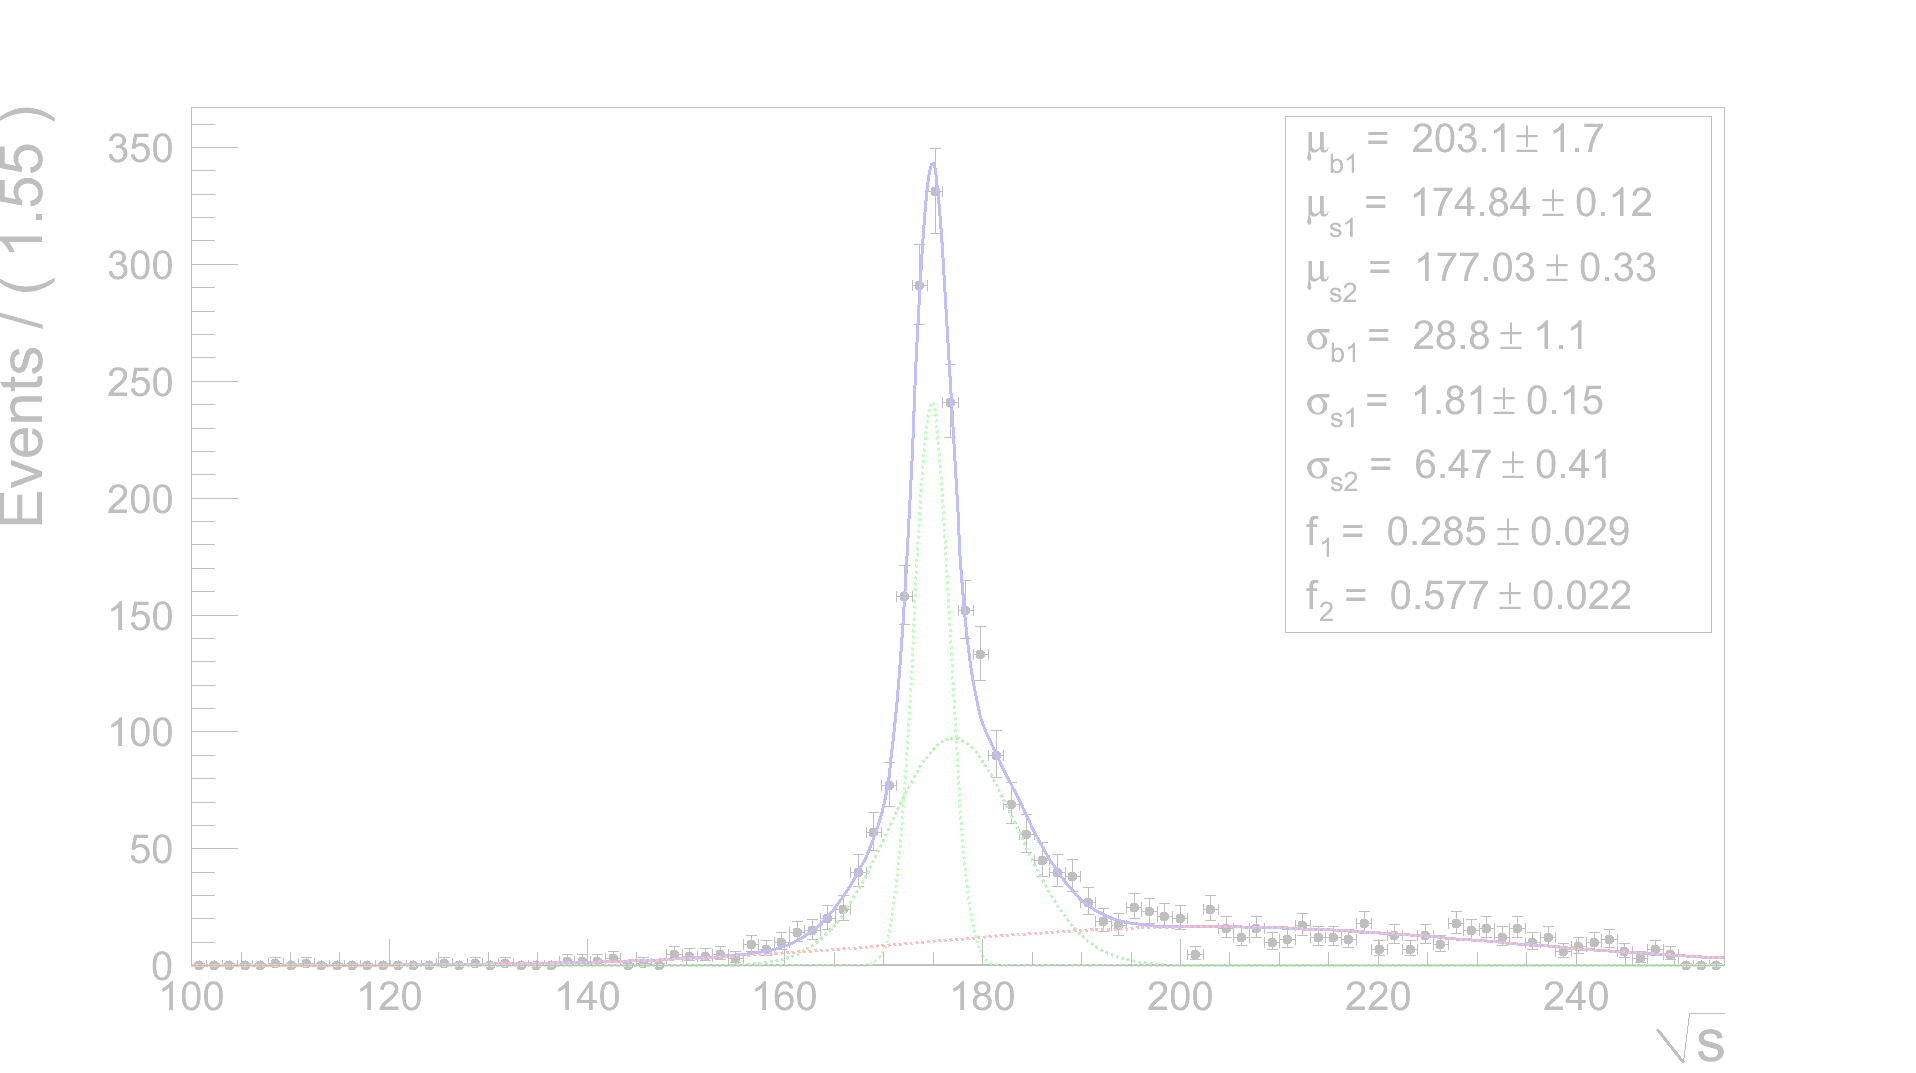 Events / ( 1.55 )
350
300
250
200
150
100
50
0
μb1 = 203.1 ± 1.7
μs1 = 174.84 ± 0.12
μs2 = 177.03 ± 0.33
σb1 = 28.8 ± 1.1
σs1 = 1.81 ± 0.15
σs2 = 6.47 ± 0.41
f1 = 0.285 ± 0.029
f2 = 0.577 ± 0.022
100 120 140 160 180 200 220 240
√s